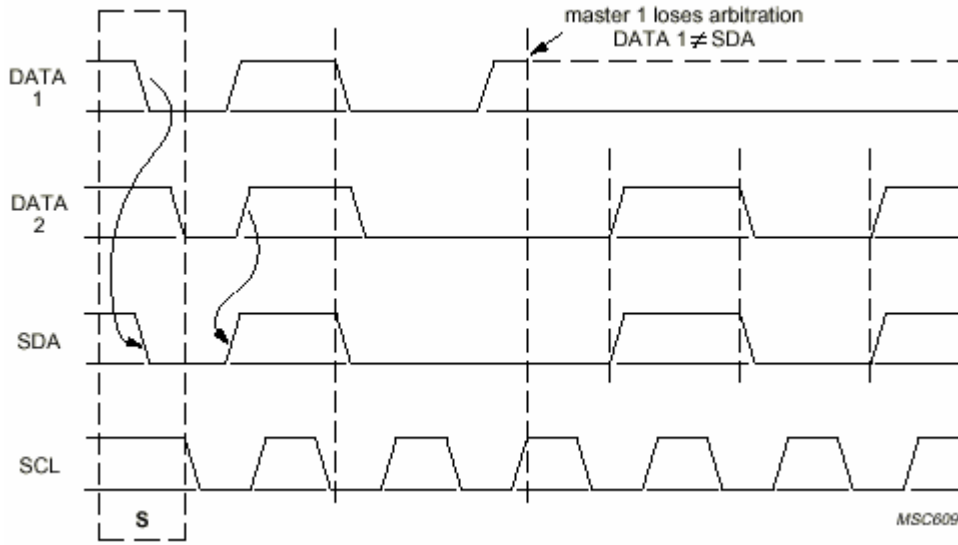 master 1 loses arbitration
DATA 1 ≠ SDA
DATA
1
DATA
2
SDA
SCL
S
MSC609